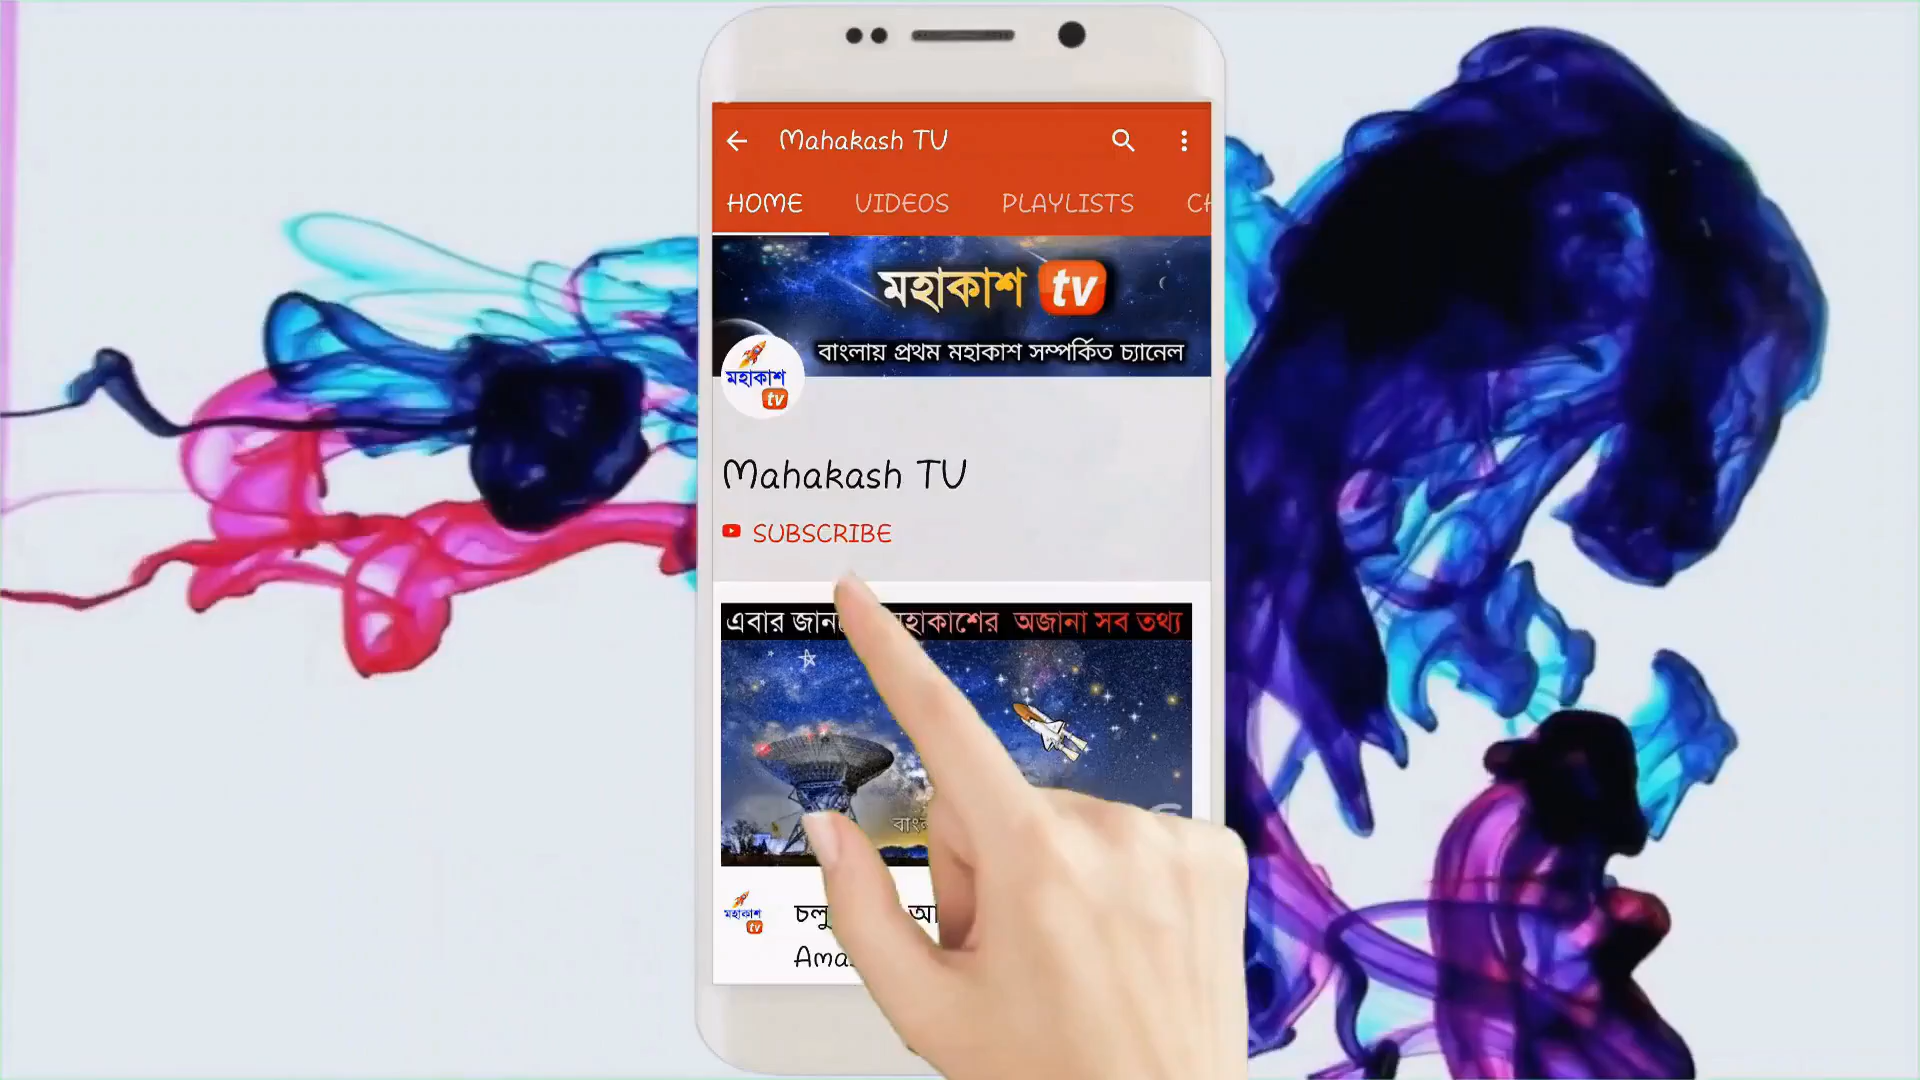 Mahakash TV
HOME VIDEOS PLAYLISTS
মহাকাশ tv
বাংলায় প্রথম মহাকাশ সম্পর্কিত চ্যানেল
মহাকাশ
tv
Mahakash TV
SUBSCRIBE
এবার অজানা সব তথ্য
মহাকাশ
tv